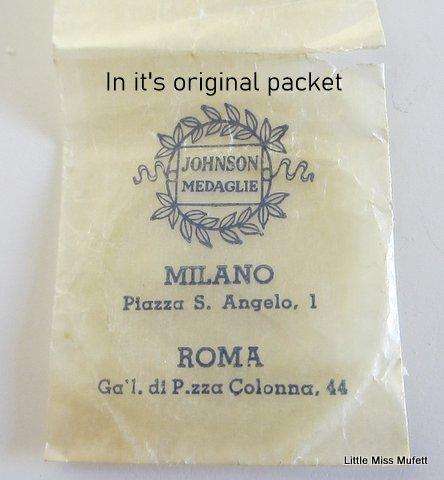 In it's original packet
JOHNSON
MEDAGLIE
MILANO
Piazza S. Angelo, 1
ROMA
Ga'l. di P.zza Colonna, 44
Little Miss Mufett